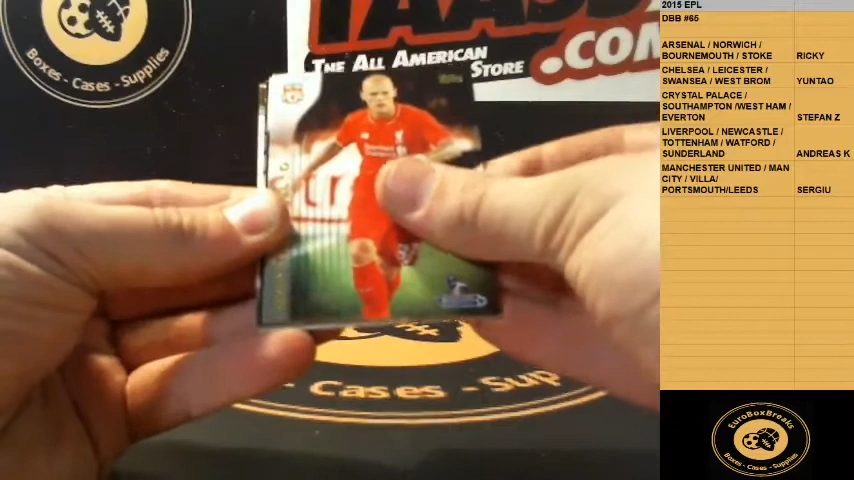 Boxes - Cases - Supplies
THE ALL AMERICAN STORE .COM
Topps
Cases - Sup
2015 EPL
DBB #65
ARSENAL / NORWICH /
BOURNEMOUTH / STOKE RICKY
CHELSEA / LEICESTER /
SWANSEA / WEST BROM YUNTAO
CRYSTAL PALACE /
SOUTHAMPTON /WEST HAM /
EVERTON STEFAN Z
LIVERPOOL / NEWCASTLE /
TOTTENHAM / WATFORD /
SUNDERLAND ANDREAS K
MANCHESTER UNITED / MAN
CITY / VILLA/
PORTSMOUTH/LEEDS SERGIU
EuroBoxBreaks
Boxes - Cases - Supplies